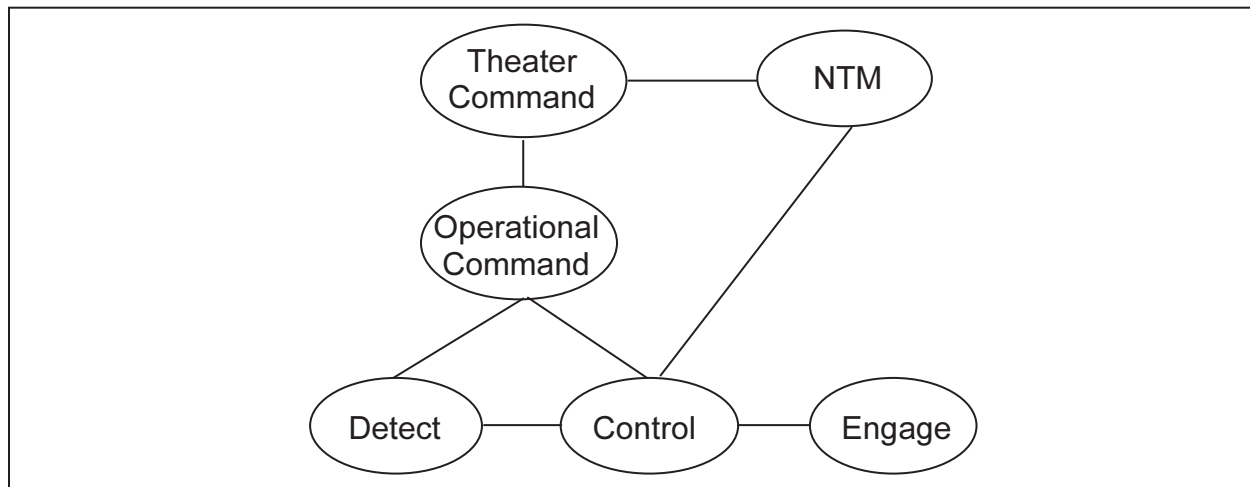 Theater
Command
NTM
Operational
Command
Detect
Control
Engage